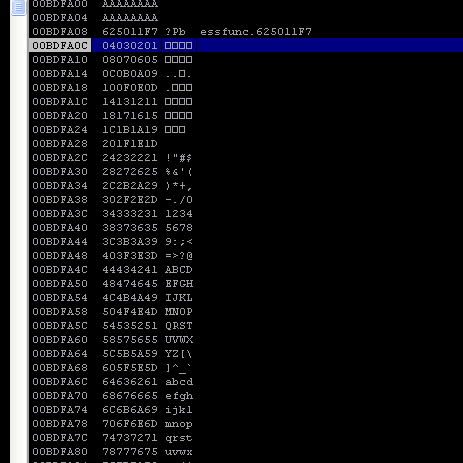 00BDFA00 AAAAAAAA
00BDFA04 AAAAAAAA
00BDFA08 625011F7 ?Pb essfunc.625011F7
00BDFA0C 04030201 □□□□
00BDFA10 08070605 □□□□
00BDFA14 0C0B0A09 ..□.
00BDFA18 100F0E0D .□□□
00BDFA1C 14131211 □□□□
00BDFA20 18171615 □□□□
00BDFA24 1C1B1A19 □□□
00BDFA28 201F1E1D
00BDFA2C 24232221 !"#$
00BDFA30 28272625 %&'(
00BDFA34 2C2B2A29 )*+,
00BDFA38 302F2E2D -./0
00BDFA3C 34333231 1234
00BDFA40 38373635 5678
00BDFA44 3C3B3A39 9:;<
00BDFA48 403F3E3D =>?@
00BDFA4C 44434241 ABCD
00BDFA50 48474645 EFGH
00BDFA54 4C4B4A49 IJKL
00BDFA58 504F4E4D MNOP
00BDFA5C 54535251 QRST
00BDFA60 58575655 UVWX
00BDFA64 5C5B5A59 YZ[\
00BDFA68 605F5E5D ]^_`
00BDFA6C 64636261 abcd
00BDFA70 68676665 efgh
00BDFA74 6C6B6A69 ijkl
00BDFA78 706F6E6D mnop
00BDFA7C 74737271 qrst
00BDFA80 78777675 uvwx